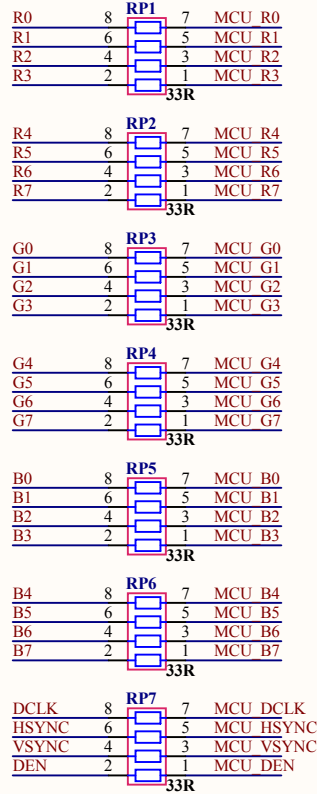 RP1
R0 8 7 MCU_R0
R1 6 5 MCU_R1
R2 4 3 MCU_R2
R3 2 1 MCU_R3
33R
RP2
R4 8 7 MCU_R4
R5 6 5 MCU_R5
R6 4 3 MCU_R6
R7 2 1 MCU_R7
33R
RP3
G0 8 7 MCU_G0
G1 6 5 MCU_G1
G2 4 3 MCU_G2
G3 2 1 MCU_G3
33R
RP4
G4 8 7 MCU_G4
G5 6 5 MCU_G5
G6 4 3 MCU_G6
G7 2 1 MCU_G7
33R
RP5
B0 8 7 MCU_B0
B1 6 5 MCU_B1
B2 4 3 MCU_B2
B3 2 1 MCU_B3
33R
RP6
B4 8 7 MCU_B4
B5 6 5 MCU_B5
B6 4 3 MCU_B6
B7 2 1 MCU_B7
33R
RP7
DCLK 8 7 MCU_DCLK
HSYNC 6 5 MCU_HSYNC
VSYNC 4 3 MCU_VSYNC
DEN 2 1 MCU_DEN
33R